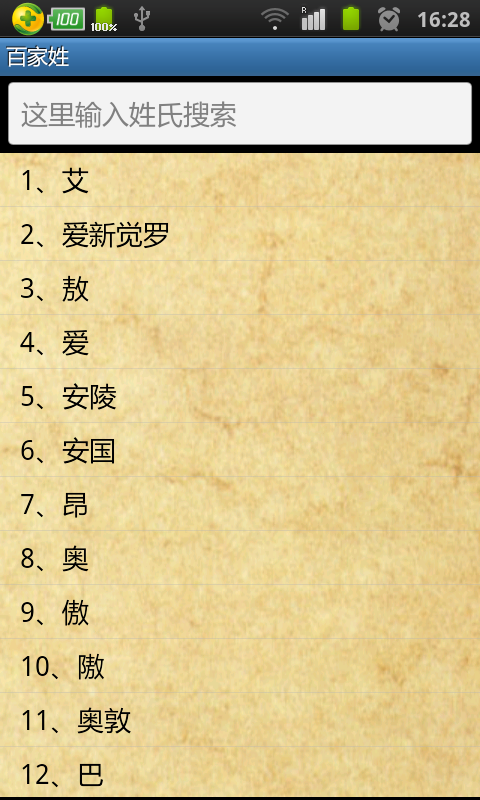 100 100% R 16:28
百家姓
这里输入姓氏搜索
1、艾
2、爱新觉罗
3、敖
4、爱
5、安陵
6、安国
7、昂
8、奥
9、傲
10、嗷
11、奥敦
12、巴